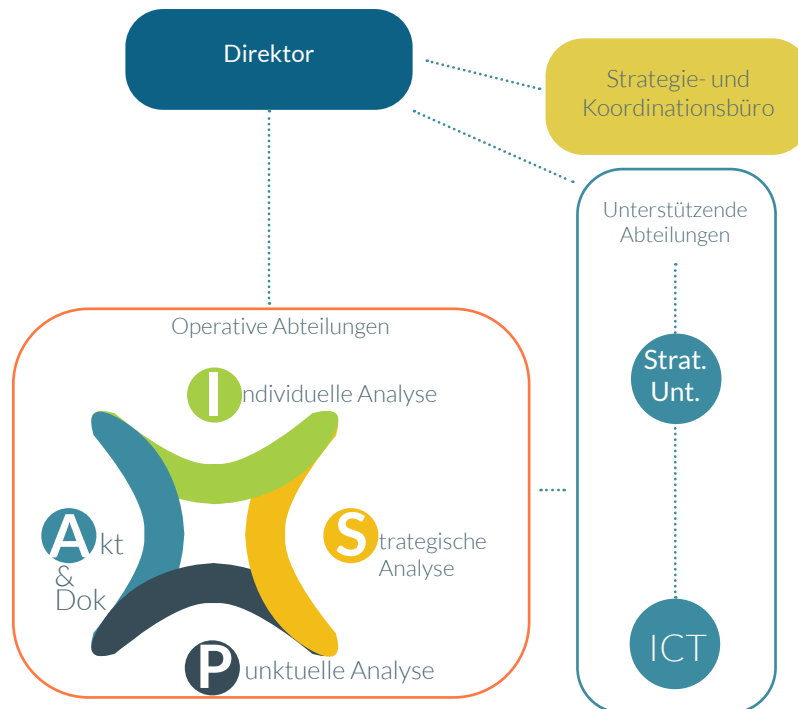 Direktor
Strategie- und
Koordinationsbüro
Unterstützende
Abteilungen
Operative Abteilungen
Individuelle Analyse
Strat.
Unt.
Akt
&
Dok
Strategische
Analyse
ICT
Punktuelle Analyse